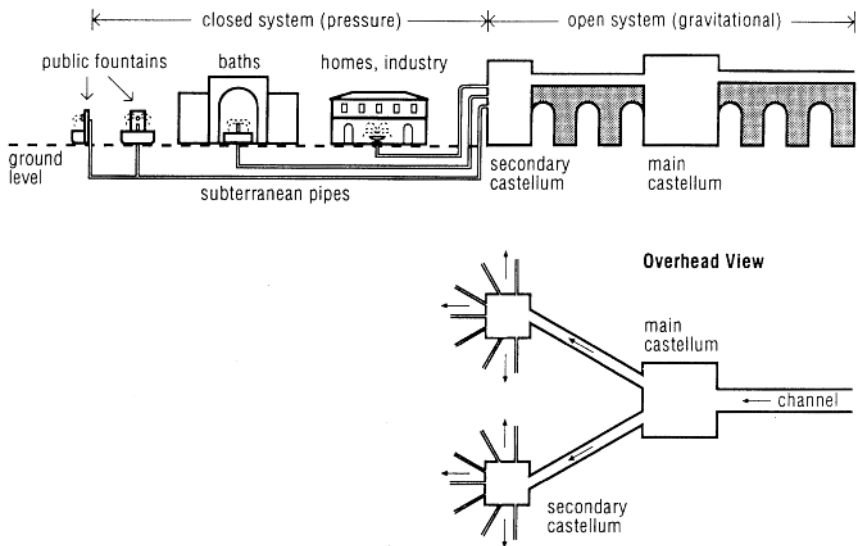 closed system (pressure)
open system (gravitational)
public fountains
baths
homes, industry
ground
level
subterranean pipes
secondary
castellum
main
castellum
Overhead View
main
castellum
channel
secondary
castellum